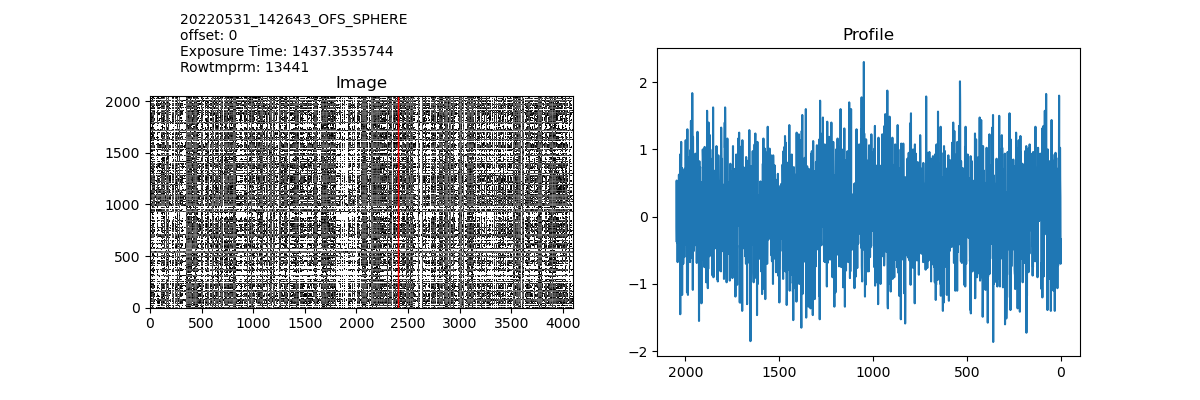 20220531_142643_OFS_SPHERE
offset: 0
Exposure Time: 1437.3535744
Rowtmprm: 13441
Image
2000
1500
1000
500
0
0 500 1000 1500 2000 2500 3000 3500 4000
Profile
2
1
0
−1
−2
2000 1500 1000 500 0